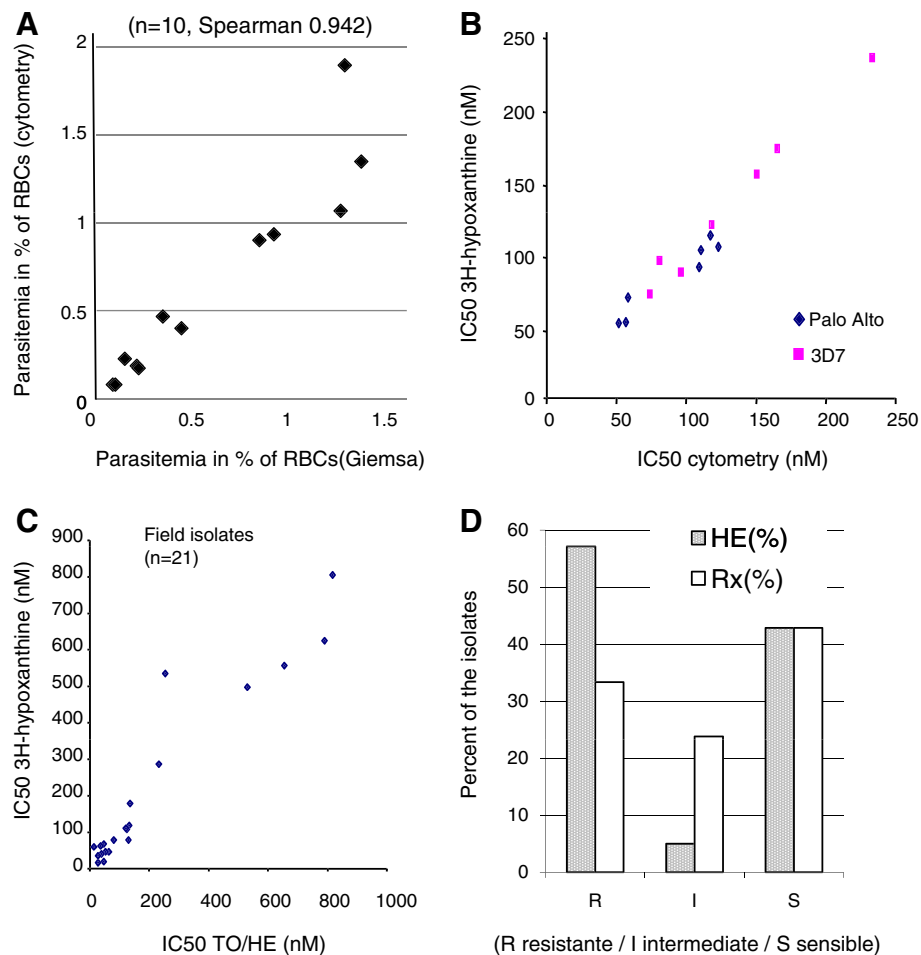 A
(n=10, Spearman 0.942)
Parasitemia in % of RBCs (cytometry)
2
1.5
1
0.5
0
0
0.5
1
1.5
Parasitemia in % of RBCs(Giemsa)
B
IC50 3H-hypoxanthine (nM)
250
200
150
100
50
0
0
50
100
150
200
250
Palo Alto
3D7
IC50 cytometry (nM)
C
Field isolates
(n=21)
IC50 3H-hypoxanthine (nM)
900
800
700
600
500
400
300
200
100
0
0
200
400
600
800
1000
IC50 TO/HE (nM)
D
HE(%)
Rx(%)
Percent of the isolates
60
50
40
30
20
10
0
R
I
S
(R resistante / I intermediate / S sensible)